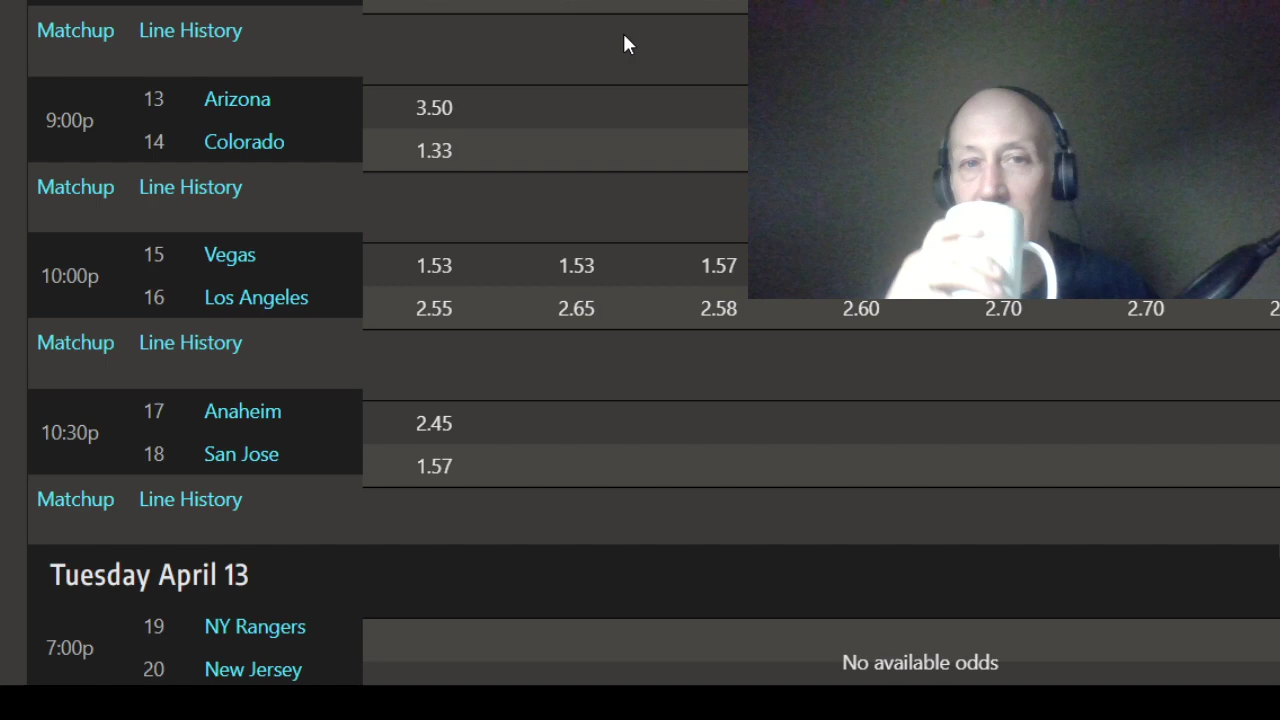 Matchup Line History
9:00p 13 Arizona 3.50
14 Colorado 1.33
Matchup Line History
10:00p 15 Vegas 1.53 1.53 1.57
16 Los Angeles 2.55 2.65 2.58 2.60 2.70 2.70
Matchup Line History
10:30p 17 Anaheim 2.45
18 San Jose 1.57
Matchup Line History
Tuesday April 13
7:00p 19 NY Rangers
20 New Jersey
No available odds